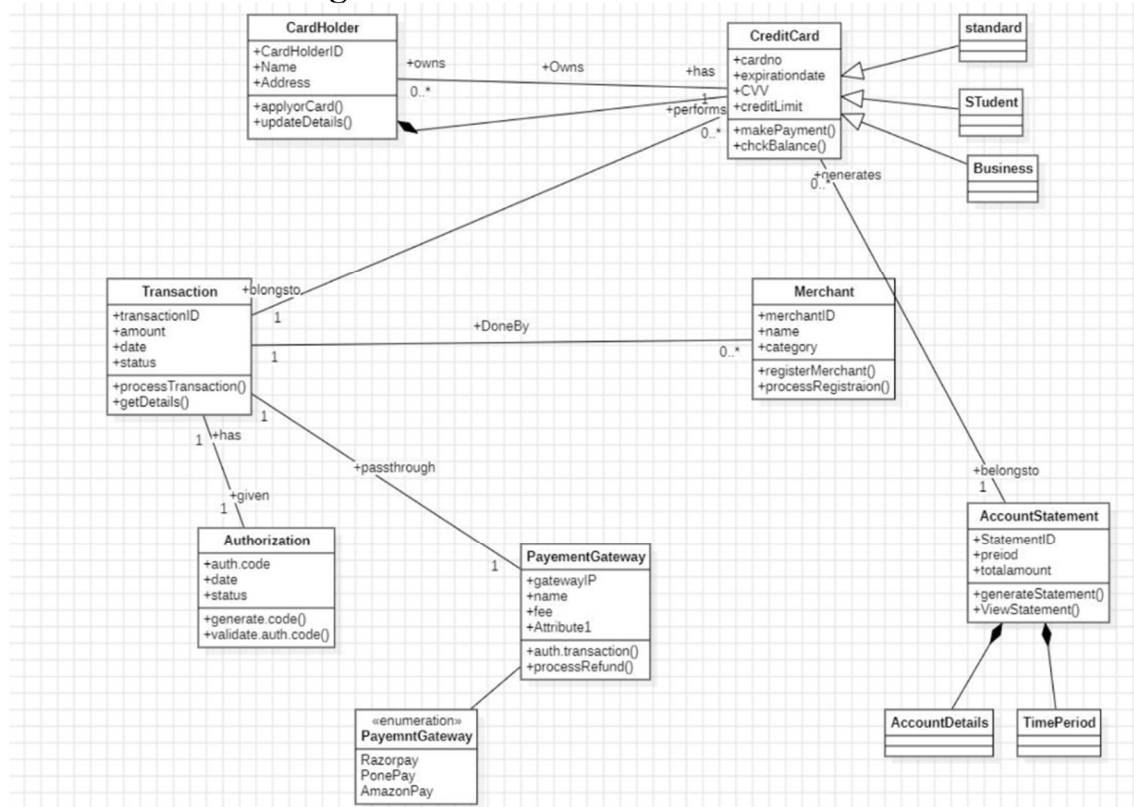 CardHolder
+CardHolderID
+Name
+Address
+applyorCard()
+updateDetails()
+owns
0..*
+Owns
+has
1
+performs
0..*
CreditCard
+cardno
+expirationdate
+CVV
+creditLimit
+makePayment()
+chckBalance()
standard
STudent
Business
+generates
0..*
Transaction
+transactionID
+amount
+date
+status
+processTransaction()
+getDetails()
+blongsto
1
+DoneBy
1
0..*
Merchant
+merchantID
+name
+category
+registerMerchant()
+processRegistraion()
1
+passthrough
1
1
+has
+given
1
Authorization
+auth.code
+date
+status
+generate.code()
+validate.auth.code()
PayementGateway
+gatewayIP
+name
+fee
+Attribute1
+auth.transaction()
+processRefund()
«enumeration»
PayemntGateway
Razorpay
PonePay
AmazonPay
+belongsto
1
AccountStatement
+StatementID
+preiod
+totalamount
+generateStatement()
+ViewStatement()
AccountDetails
TimePeriod